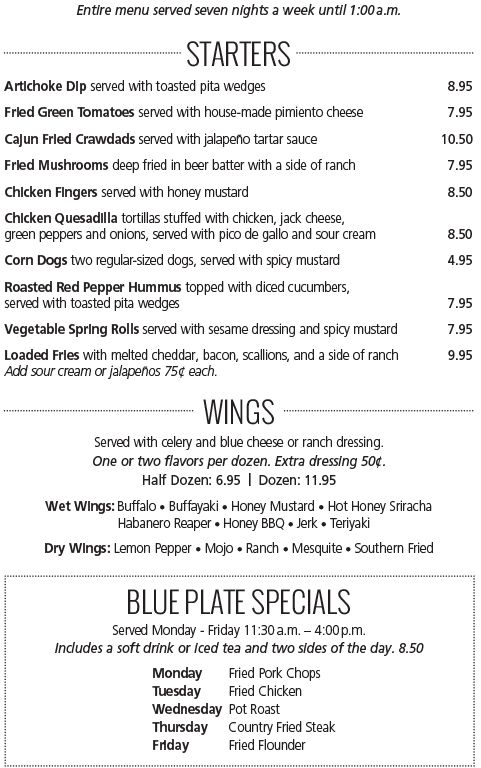 Entire menu served seven nights a week until 1:00 a.m.
STARTERS
Artichoke Dip served with toasted pita wedges 8.95
Fried Green Tomatoes served with house-made pimiento cheese 7.95
Cajun Fried Crawdads served with jalapeño tartar sauce 10.50
Fried Mushrooms deep fried in beer batter with a side of ranch 7.95
Chicken Fingers served with honey mustard 8.50
Chicken Quesadilla tortillas stuffed with chicken, jack cheese,
green peppers and onions, served with pico de gallo and sour cream 8.50
Corn Dogs two regular-sized dogs, served with spicy mustard 4.95
Roasted Red Pepper Hummus topped with diced cucumbers,
served with toasted pita wedges 7.95
Vegetable Spring Rolls served with sesame dressing and spicy mustard 7.95
Loaded Fries with melted cheddar, bacon, scallions, and a side of ranch 9.95
Add sour cream or jalapeños 75¢ each.
WINGS
Served with celery and blue cheese or ranch dressing.
One or two flavors per dozen. Extra dressing 50¢.
Half Dozen: 6.95 | Dozen: 11.95
Wet Wings: Buffalo • Buffayaki • Honey Mustard • Hot Honey Sriracha
Habanero Reaper • Honey BBQ • Jerk • Teriyaki
Dry Wings: Lemon Pepper • Mojo • Ranch • Mesquite • Southern Fried
BLUE PLATE SPECIALS
Served Monday - Friday 11:30 a.m. – 4:00 p.m.
Includes a soft drink or iced tea and two sides of the day. 8.50
Monday Fried Pork Chops
Tuesday Fried Chicken
Wednesday Pot Roast
Thursday Country Fried Steak
Friday Fried Flounder